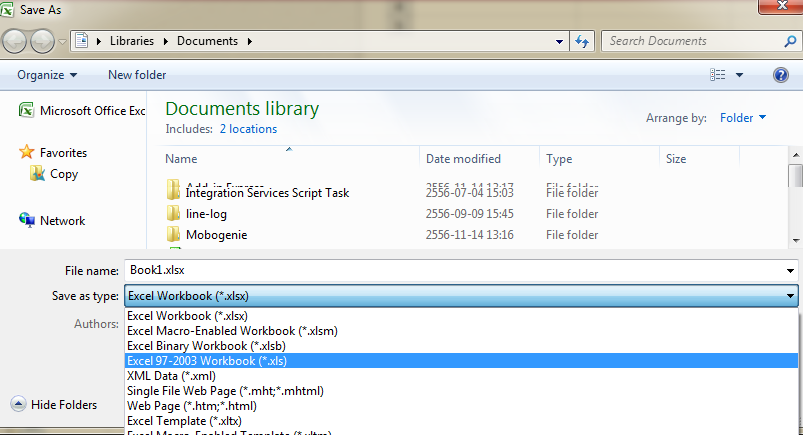 Save As
Libraries Documents
Search Documents
Organize New folder
Microsoft Office Exc
Favorites
Copy
Network
Documents library
Includes: 2 locations
Arrange by: Folder
Name Date modified Type Size
Integration Services Script Task 2556-07-04 15:03 File folder
line-log 2556-09-09 15:45 File folder
Mobogenie 2556-11-14 13:16 File folder
File name: Book1.xlsx
Save as type: Excel Workbook (*.xlsx)
Authors:
Excel Workbook (*.xlsx)
Excel Macro-Enabled Workbook (*.xlsm)
Excel Binary Workbook (*.xlsb)
Excel 97-2003 Workbook (*.xls)
XML Data (*.xml)
Single File Web Page (*.mht;*.mhtml)
Web Page (*.htm;*.html)
Excel Template (*.xltx)
Excel Macro-Enabled Template (*.xltm)
Hide Folders